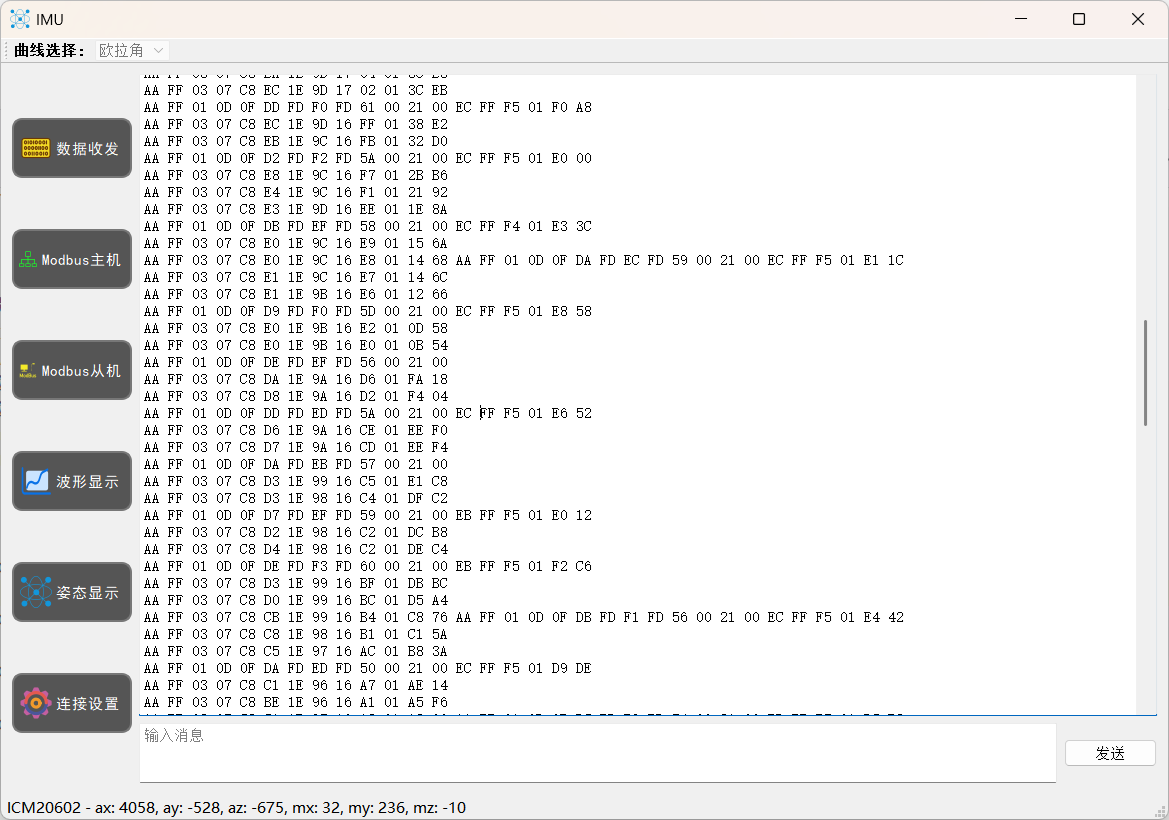 IMU
曲线选择： 欧拉角
数据收发
Modbus主机
Modbus从机
波形显示
姿态显示
连接设置
AA FF 03 07 C8 EC 1E 9D 17 02 01 3C EB
AA FF 01 0D 0F DD FD F0 FD 61 00 21 00 EC FF F5 01 F0 A8
AA FF 03 07 C8 EC 1E 9D 16 FF 01 38 E2
AA FF 03 07 C8 EB 1E 9C 16 FB 01 32 D0
AA FF 01 0D 0F D2 FD F2 FD 5A 00 21 00 EC FF F5 01 E0 00
AA FF 03 07 C8 E8 1E 9C 16 F7 01 2B B6
AA FF 03 07 C8 E4 1E 9C 16 F1 01 21 92
AA FF 03 07 C8 E3 1E 9D 16 EE 01 1E 8A
AA FF 01 0D 0F DB FD EF FD 58 00 21 00 EC FF F4 01 E3 3C
AA FF 03 07 C8 E0 1E 9C 16 E9 01 15 6A
AA FF 03 07 C8 E0 1E 9C 16 E8 01 14 68 AA FF 01 0D 0F DA FD EC FD 59 00 21 00 EC FF F5 01 E1 1C
AA FF 03 07 C8 E1 1E 9C 16 E7 01 14 6C
AA FF 03 07 C8 E1 1E 9B 16 E6 01 12 66
AA FF 01 0D 0F D9 FD F0 FD 5D 00 21 00 EC FF F5 01 E8 58
AA FF 03 07 C8 E0 1E 9B 16 E2 01 0D 58
AA FF 03 07 C8 E0 1E 9B 16 E0 01 0B 54
AA FF 01 0D 0F DE FD EF FD 56 00 21 00
AA FF 03 07 C8 DA 1E 9A 16 D6 01 FA 18
AA FF 03 07 C8 D8 1E 9A 16 D2 01 F4 04
AA FF 01 0D 0F DD FD ED FD 5A 00 21 00 EC FF F5 01 E6 52
AA FF 03 07 C8 D6 1E 9A 16 CE 01 EE F0
AA FF 03 07 C8 D7 1E 9A 16 CD 01 EE F4
AA FF 01 0D 0F DA FD EB FD 57 00 21 00
AA FF 03 07 C8 D3 1E 99 16 C5 01 E1 C8
AA FF 03 07 C8 D3 1E 98 16 C4 01 DF C2
AA FF 01 0D 0F D7 FD EF FD 59 00 21 00 EB FF F5 01 E0 12
AA FF 03 07 C8 D2 1E 98 16 C2 01 DC B8
AA FF 03 07 C8 D4 1E 98 16 C2 01 DE C4
AA FF 01 0D 0F DE FD F3 FD 60 00 21 00 EB FF F5 01 F2 C6
AA FF 03 07 C8 D3 1E 99 16 BF 01 DB BC
AA FF 03 07 C8 D0 1E 99 16 BC 01 D5 A4
AA FF 03 07 C8 CB 1E 99 16 B4 01 C8 76 AA FF 01 0D 0F DB FD F1 FD 56 00 21 00 EC FF F5 01 E4 42
AA FF 03 07 C8 C8 1E 98 16 B1 01 C1 5A
AA FF 03 07 C8 C5 1E 97 16 AC 01 B8 3A
AA FF 01 0D 0F DA FD ED FD 50 00 21 00 EC FF F5 01 D9 DE
AA FF 03 07 C8 C1 1E 96 16 A7 01 AE 14
AA FF 03 07 C8 BE 1E 96 16 A1 01 A5 F6
输入消息
发送
ICM20602 - ax: 4058, ay: -528, az: -675, mx: 32, my: 236, mz: -10